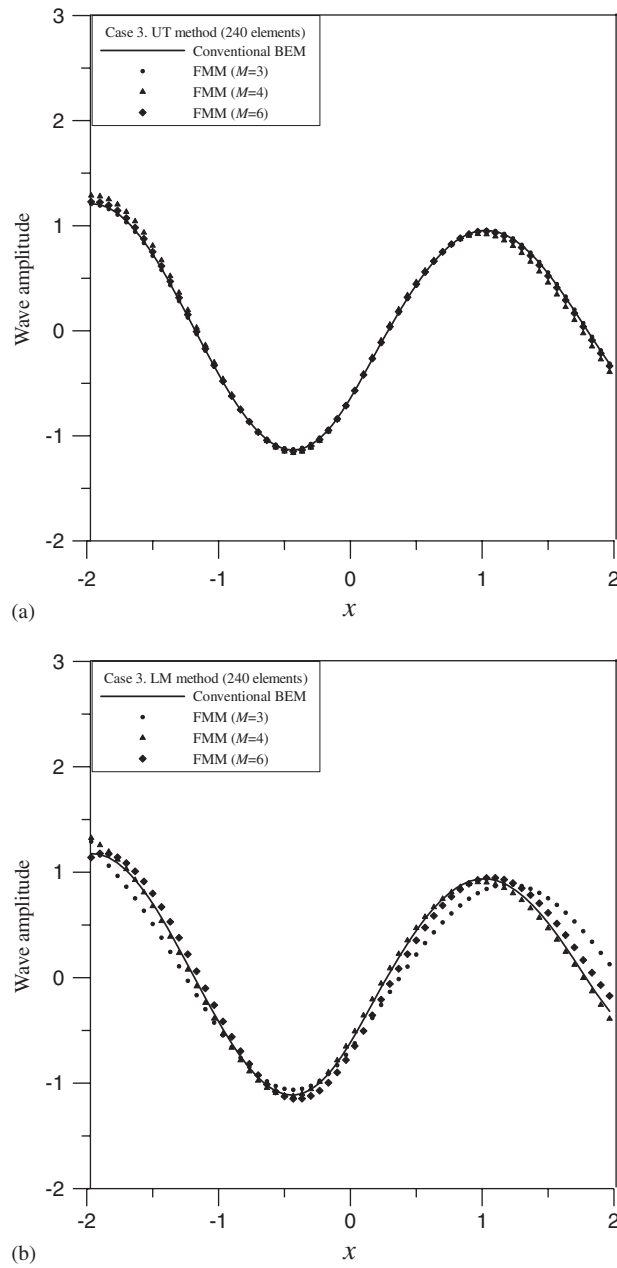 3
Case 3. UT method (240 elements)
Conventional BEM
FMM (M=3)
FMM (M=4)
FMM (M=6)
2
1
0
-1
-2
Wave amplitude
-2
-1
0
1
2
x
(a)
3
Case 3. LM method (240 elements)
Conventional BEM
FMM (M=3)
FMM (M=4)
FMM (M=6)
2
1
0
-1
-2
Wave amplitude
-2
-1
0
1
2
x
(b)